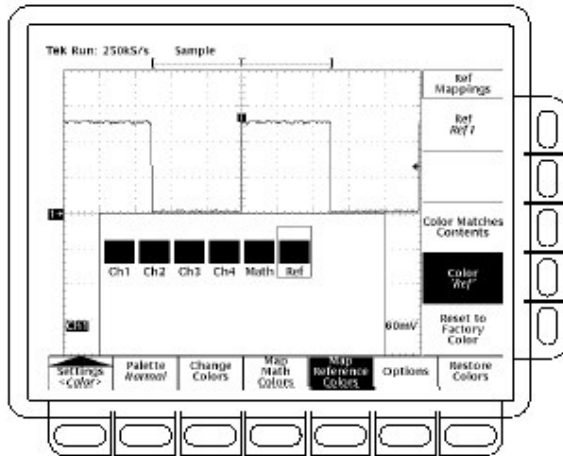 Tek Run: 250kS/s Sample
T
1
Ch1 Ch2 Ch3 Ch4 Math Ref
Ch1
60mV
Ref
Mappings
Ref
Ref 1
Color Matches
Contents
Color
'Ref'
Reset to
Factory
Color
Settings
<Color>
Palette
Normal
Change
Colors
Map
Math
Colors
Map
Reference
Colors
Options
Restore
Colors